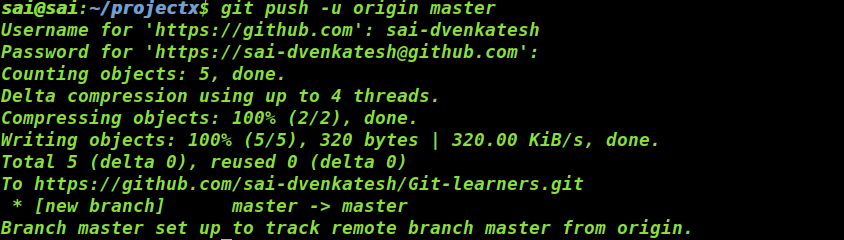 sai@sai:~/projectx$ git push -u origin master
Username for 'https://github.com': sai-dvenkatesh
Password for 'https://sai-dvenkatesh@github.com':
Counting objects: 5, done.
Delta compression using up to 4 threads.
Compressing objects: 100% (2/2), done.
Writing objects: 100% (5/5), 320 bytes | 320.00 KiB/s, done.
Total 5 (delta 0), reused 0 (delta 0)
To https://github.com/sai-dvenkatesh/Git-learners.git
 * [new branch]      master -> master
Branch master set up to track remote branch master from origin.